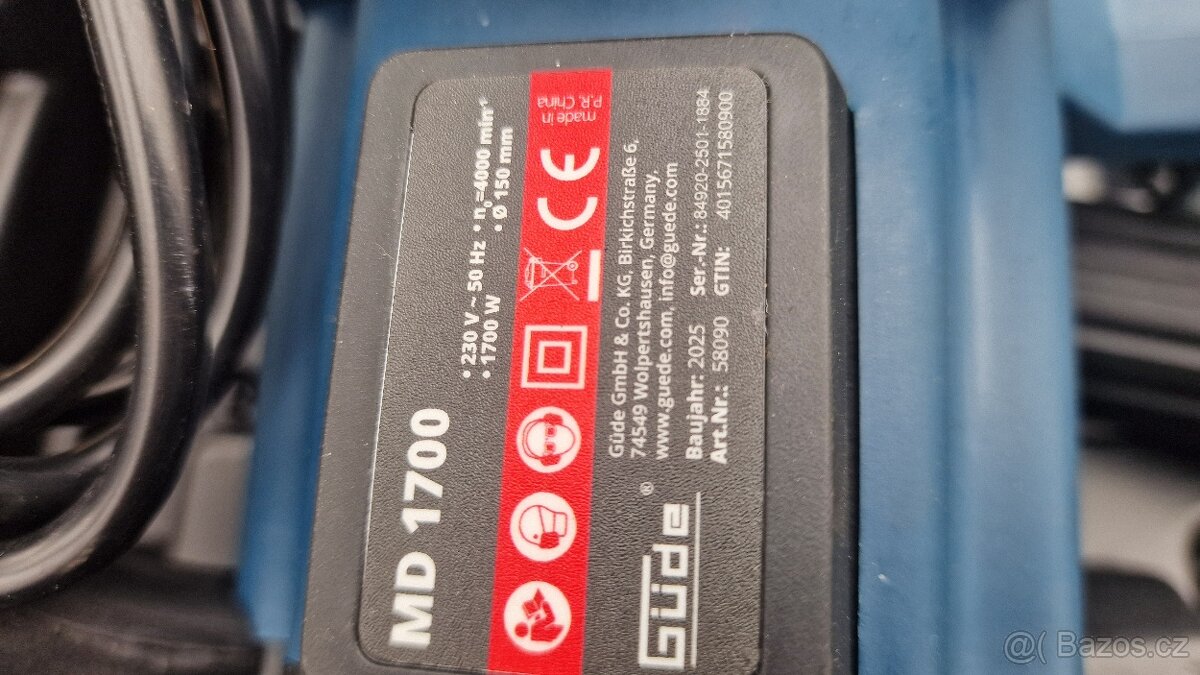 MD 1700
• 230 V ~ 50 Hz • n₀=4000 min⁻¹
• 1700 W • Ø 150 mm
made in
P.R. China
CE
Güde GmbH & Co. KG, Birkichstraße 6,
74549 Wolpertshausen, Germany,
www.guede.com, info@guede.com
Baujahr: 2025 Ser.-Nr.: 84920-2501-1884
Art.Nr.: 58090 GTIN: 4015671580900
Güde®
Bazos.cz